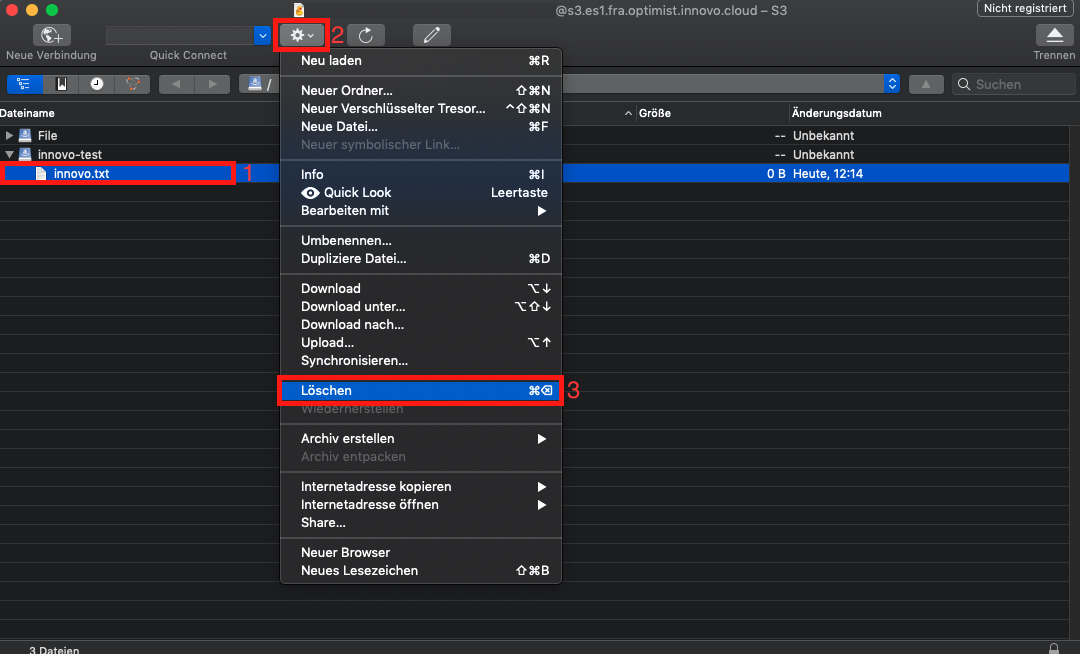 @s3.es1.fra.optimist.innovo.cloud – S3
Nicht registriert
2
Neue Verbindung
Quick Connect
Trennen
/
Suchen
Dateiname
Größe
Änderungsdatum
File
-- Unbekannt
innovo-test
-- Unbekannt
innovo.txt
1
0 B Heute, 12:14
Neu laden ⌘R
Neuer Ordner... ⇧⌘N
Neuer Verschlüsselter Tresor... ^⇧⌘N
Neue Datei... ⌘F
Neuer symbolischer Link...
Info ⌘I
Quick Look Leertaste
Bearbeiten mit ▶
Umbenennen...
Dupliziere Datei... ⌘D
Download ⌥↓
Download unter... ⌥⇧↓
Download nach...
Upload... ⌥↑
Synchronisieren...
Löschen ⌘⌫
3
Wiederherstellen
Archiv erstellen ▶
Archiv entpacken
Internetadresse kopieren ▶
Internetadresse öffnen ▶
Share...
Neuer Browser
Neues Lesezeichen ⇧⌘B
3 Dateien